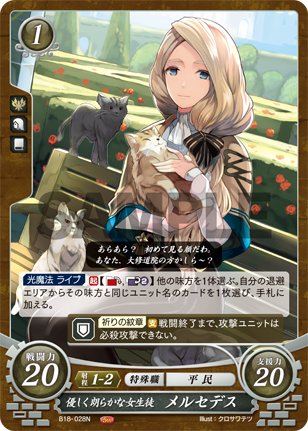 1
SAMPLE
あらあら? 初めて見る顔だわ。
あなた、大修道院の方かしら〜?
光魔法 ライブ 起 [ 1, 2] 他の味方を1体選ぶ。自分の退避
エリアからその味方と同じユニット名のカードを1枚選び、手札に
加える。
祈りの紋章 支 戦闘終了まで、攻撃ユニットは
必殺攻撃できない。
戦闘力
20
射程 1-2
特殊職
平民
支援力
20
優しく朗らかな女生徒 メルセデス
B18-028N
Illust:クロサワテツ